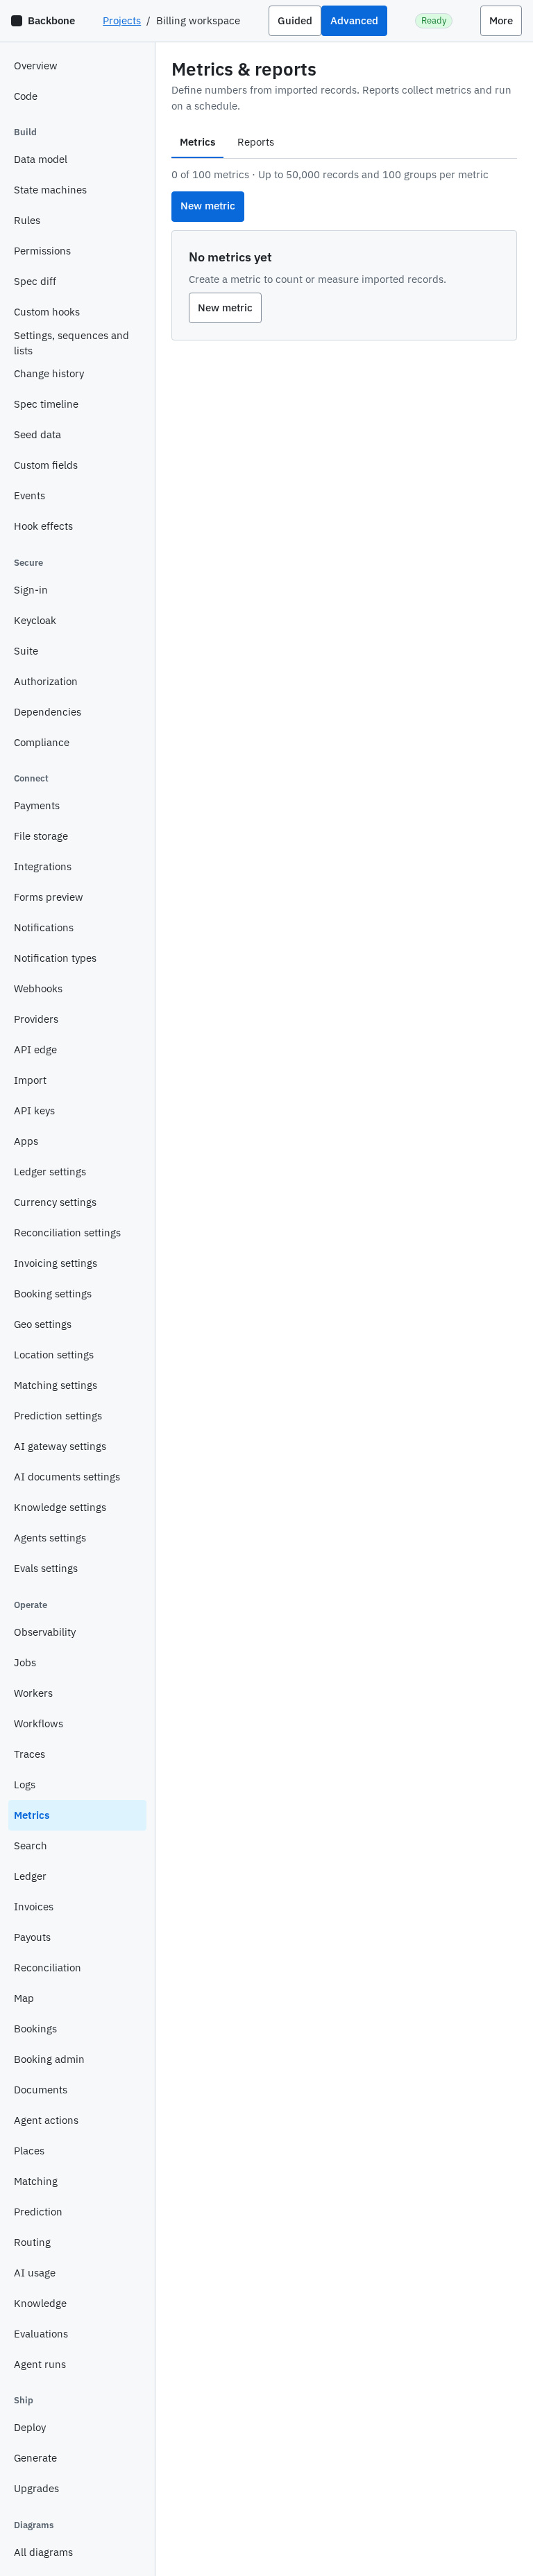 Backbone
Projects / Billing workspace
Guided
Advanced
Ready
More
Overview
Code
Build
Data model
State machines
Rules
Permissions
Spec diff
Custom hooks
Settings, sequences and
lists
Change history
Spec timeline
Seed data
Custom fields
Events
Hook effects
Secure
Sign-in
Keycloak
Suite
Authorization
Dependencies
Compliance
Connect
Payments
File storage
Integrations
Forms preview
Notifications
Notification types
Webhooks
Providers
API edge
Import
API keys
Apps
Ledger settings
Currency settings
Reconciliation settings
Invoicing settings
Booking settings
Geo settings
Location settings
Matching settings
Prediction settings
AI gateway settings
AI documents settings
Knowledge settings
Agents settings
Evals settings
Operate
Observability
Jobs
Workers
Workflows
Traces
Logs
Metrics
Search
Ledger
Invoices
Payouts
Reconciliation
Map
Bookings
Booking admin
Documents
Agent actions
Places
Matching
Prediction
Routing
AI usage
Knowledge
Evaluations
Agent runs
Ship
Deploy
Generate
Upgrades
Diagrams
All diagrams
Metrics & reports
Define numbers from imported records. Reports collect metrics and run
on a schedule.
Metrics
Reports
0 of 100 metrics · Up to 50,000 records and 100 groups per metric
New metric
No metrics yet
Create a metric to count or measure imported records.
New metric